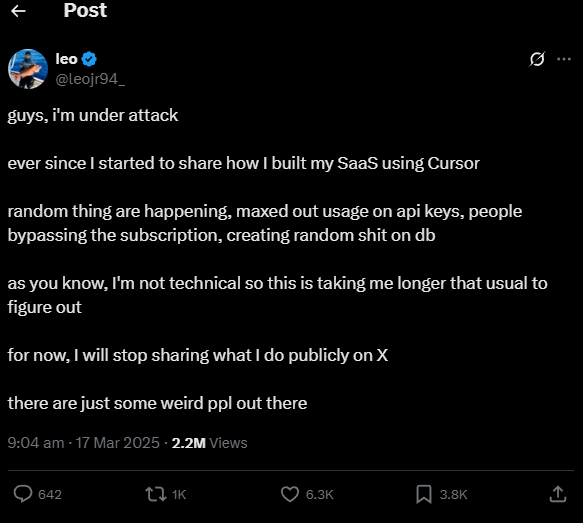 Post
leo
@leojr94_
guys, i'm under attack
ever since I started to share how I built my SaaS using Cursor
random thing are happening, maxed out usage on api keys, people
bypassing the subscription, creating random shit on db
as you know, I'm not technical so this is taking me longer that usual to
figure out
for now, I will stop sharing what I do publicly on X
there are just some weird ppl out there
9:04 am · 17 Mar 2025 · 2.2M Views
642 1K 6.3K 3.8K